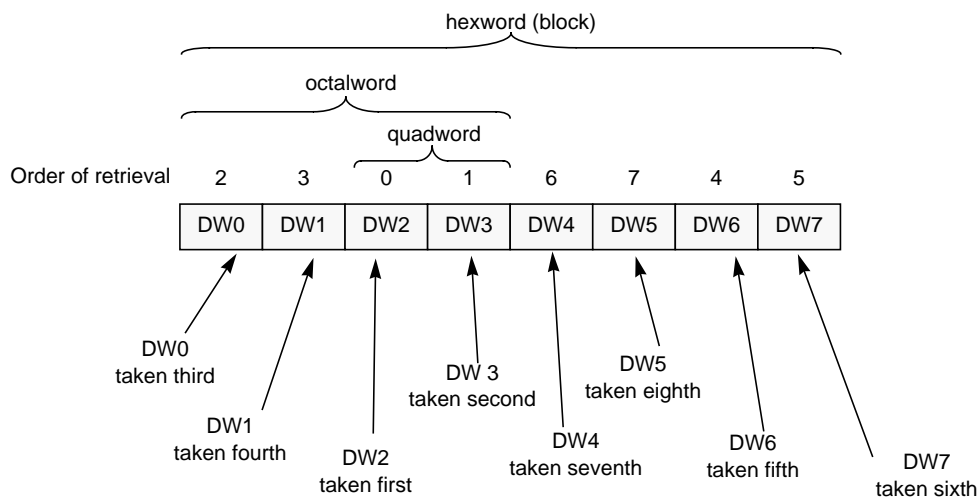 hexword (block)
octalword
quadword
Order of retrieval 2 3 0 1 6 7 4 5
DW0 DW1 DW2 DW3 DW4 DW5 DW6 DW7
DW0
taken third
DW1
taken fourth
DW2
taken first
DW 3
taken second
DW4
taken seventh
DW5
taken eighth
DW6
taken fifth
DW7
taken sixth